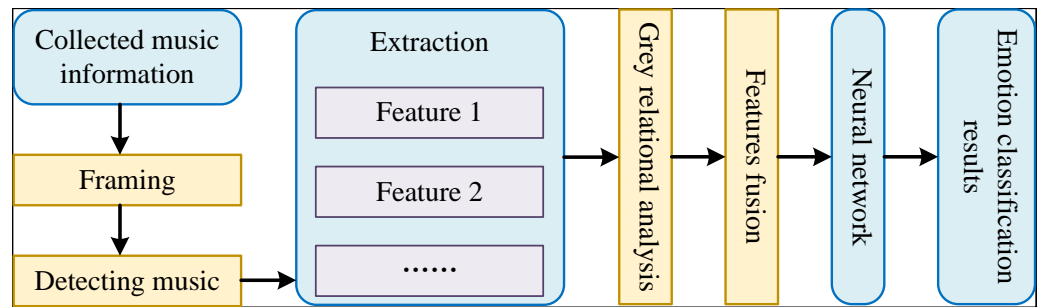 Collected music
information
Framing
Detecting music
Extraction
Feature 1
Feature 2
......
Grey relational analysis
Features fusion
Neural network
Emotion classification
results